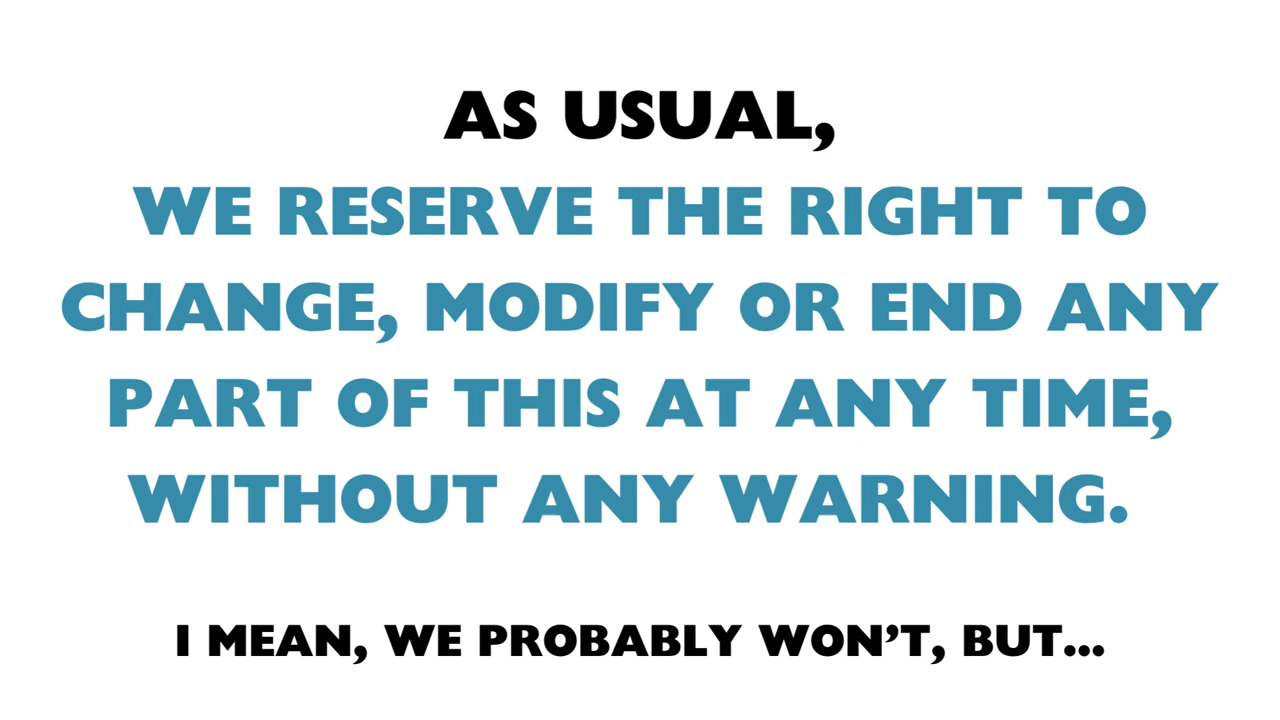 AS USUAL,
WE RESERVE THE RIGHT TO
CHANGE, MODIFY OR END ANY
PART OF THIS AT ANY TIME,
WITHOUT ANY WARNING.
I MEAN, WE PROBABLY WON’T, BUT...